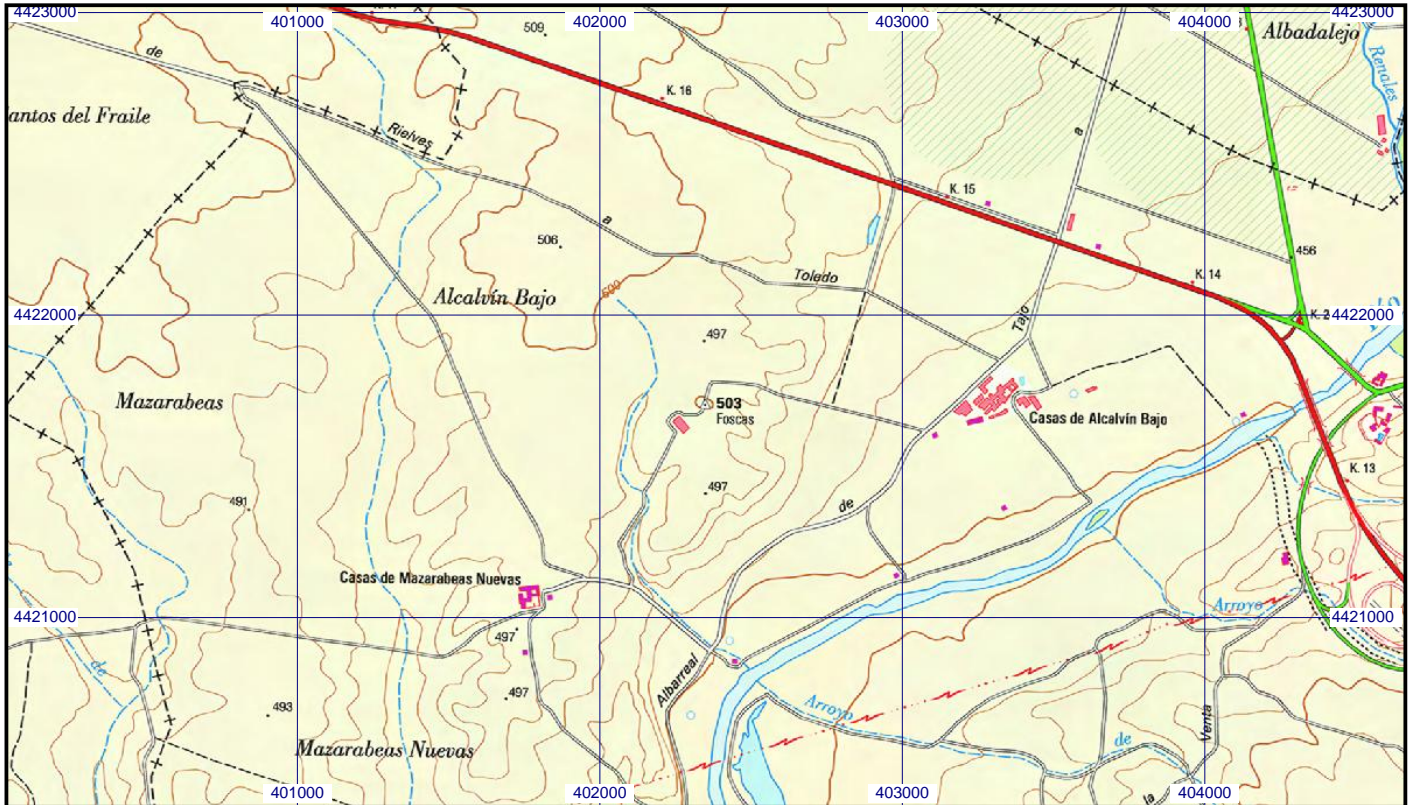 4423000
401000
402000
403000
404000
4423000
509
Albadalejo
de
Renales
K. 16
antos del Fraile
Rielves
a
K. 15
a
506
456
K. 14
Toledo
600
Alcalvín Bajo
4422000
Tajo
K. 2
4422000
497
Mazarabeas
503
Foscas
Casas de Alcalvín Bajo
K. 13
497
491
de
Casas de Mazarabeas Nuevas
Arroyo
4421000
497
4421000
de
Albarreal
497
493
Arroyo
Venta
Mazarabeas Nuevas
de
401000
402000
403000
404000
la